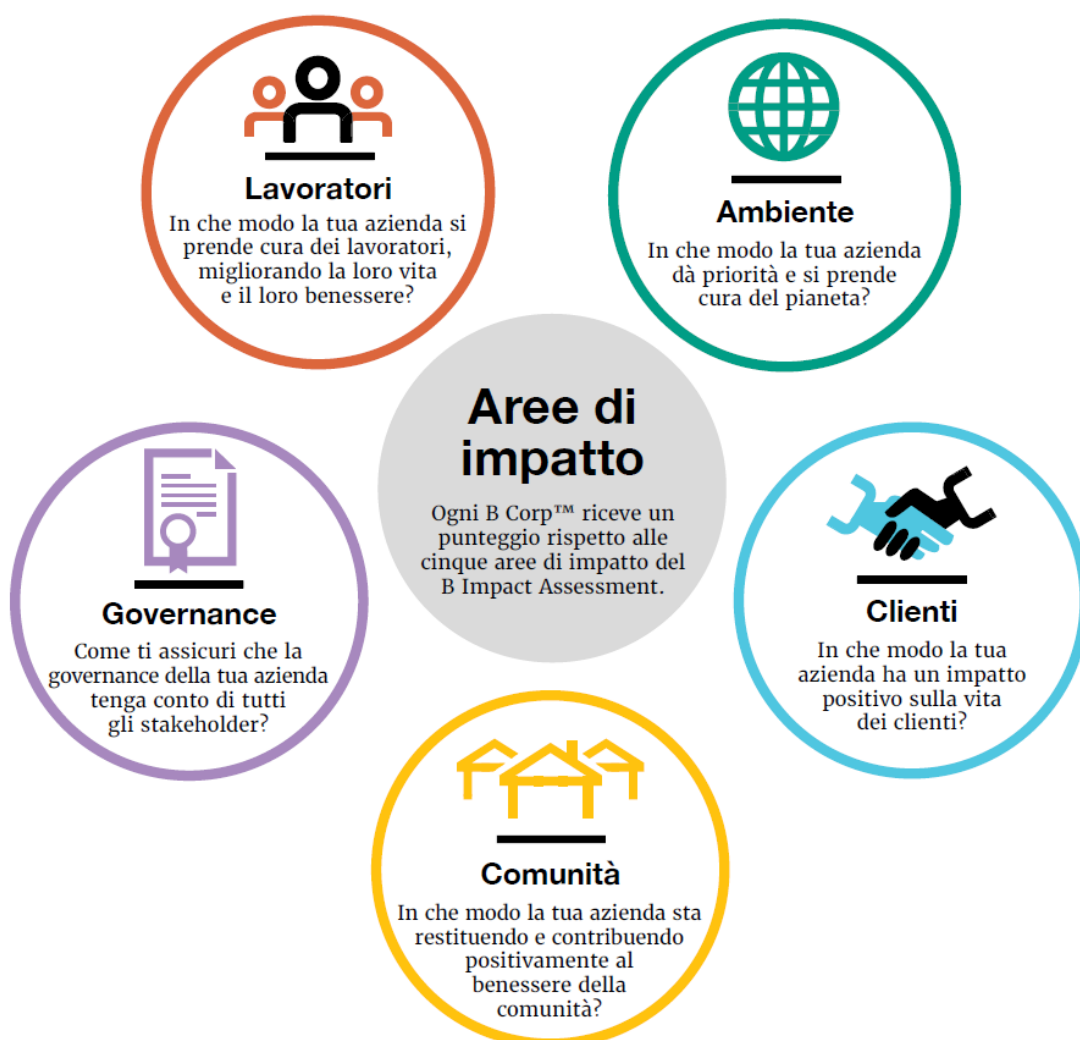 Lavoratori
In che modo la tua azienda si
prende cura dei lavoratori,
migliorando la loro vita
e il loro benessere?
Ambiente
In che modo la tua azienda
dà priorità e si prende
cura del pianeta?
Aree di
impatto
Ogni B Corp™ riceve un
punteggio rispetto alle
cinque aree di impatto del
B Impact Assessment.
Governance
Come ti assicuri che la
governance della tua azienda
tenga conto di tutti
gli stakeholder?
Clienti
In che modo la tua
azienda ha un impatto
positivo sulla vita
dei clienti?
Comunità
In che modo la tua azienda sta
restituendo e contribuendo
positivamente al
benessere della
comunità?